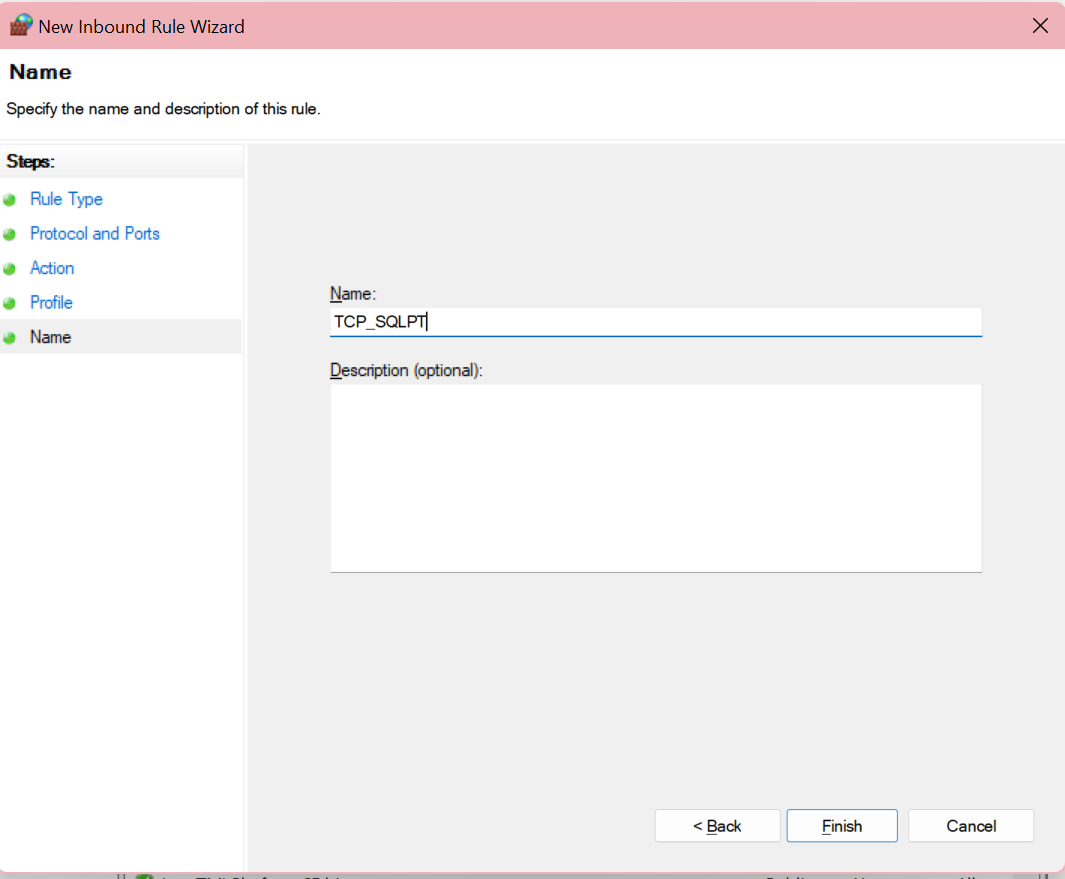 New Inbound Rule Wizard
Name
Specify the name and description of this rule.
Steps:
Rule Type
Protocol and Ports
Action
Profile
Name
Name:
TCP_SQLPT
Description (optional):
< Back
Finish
Cancel